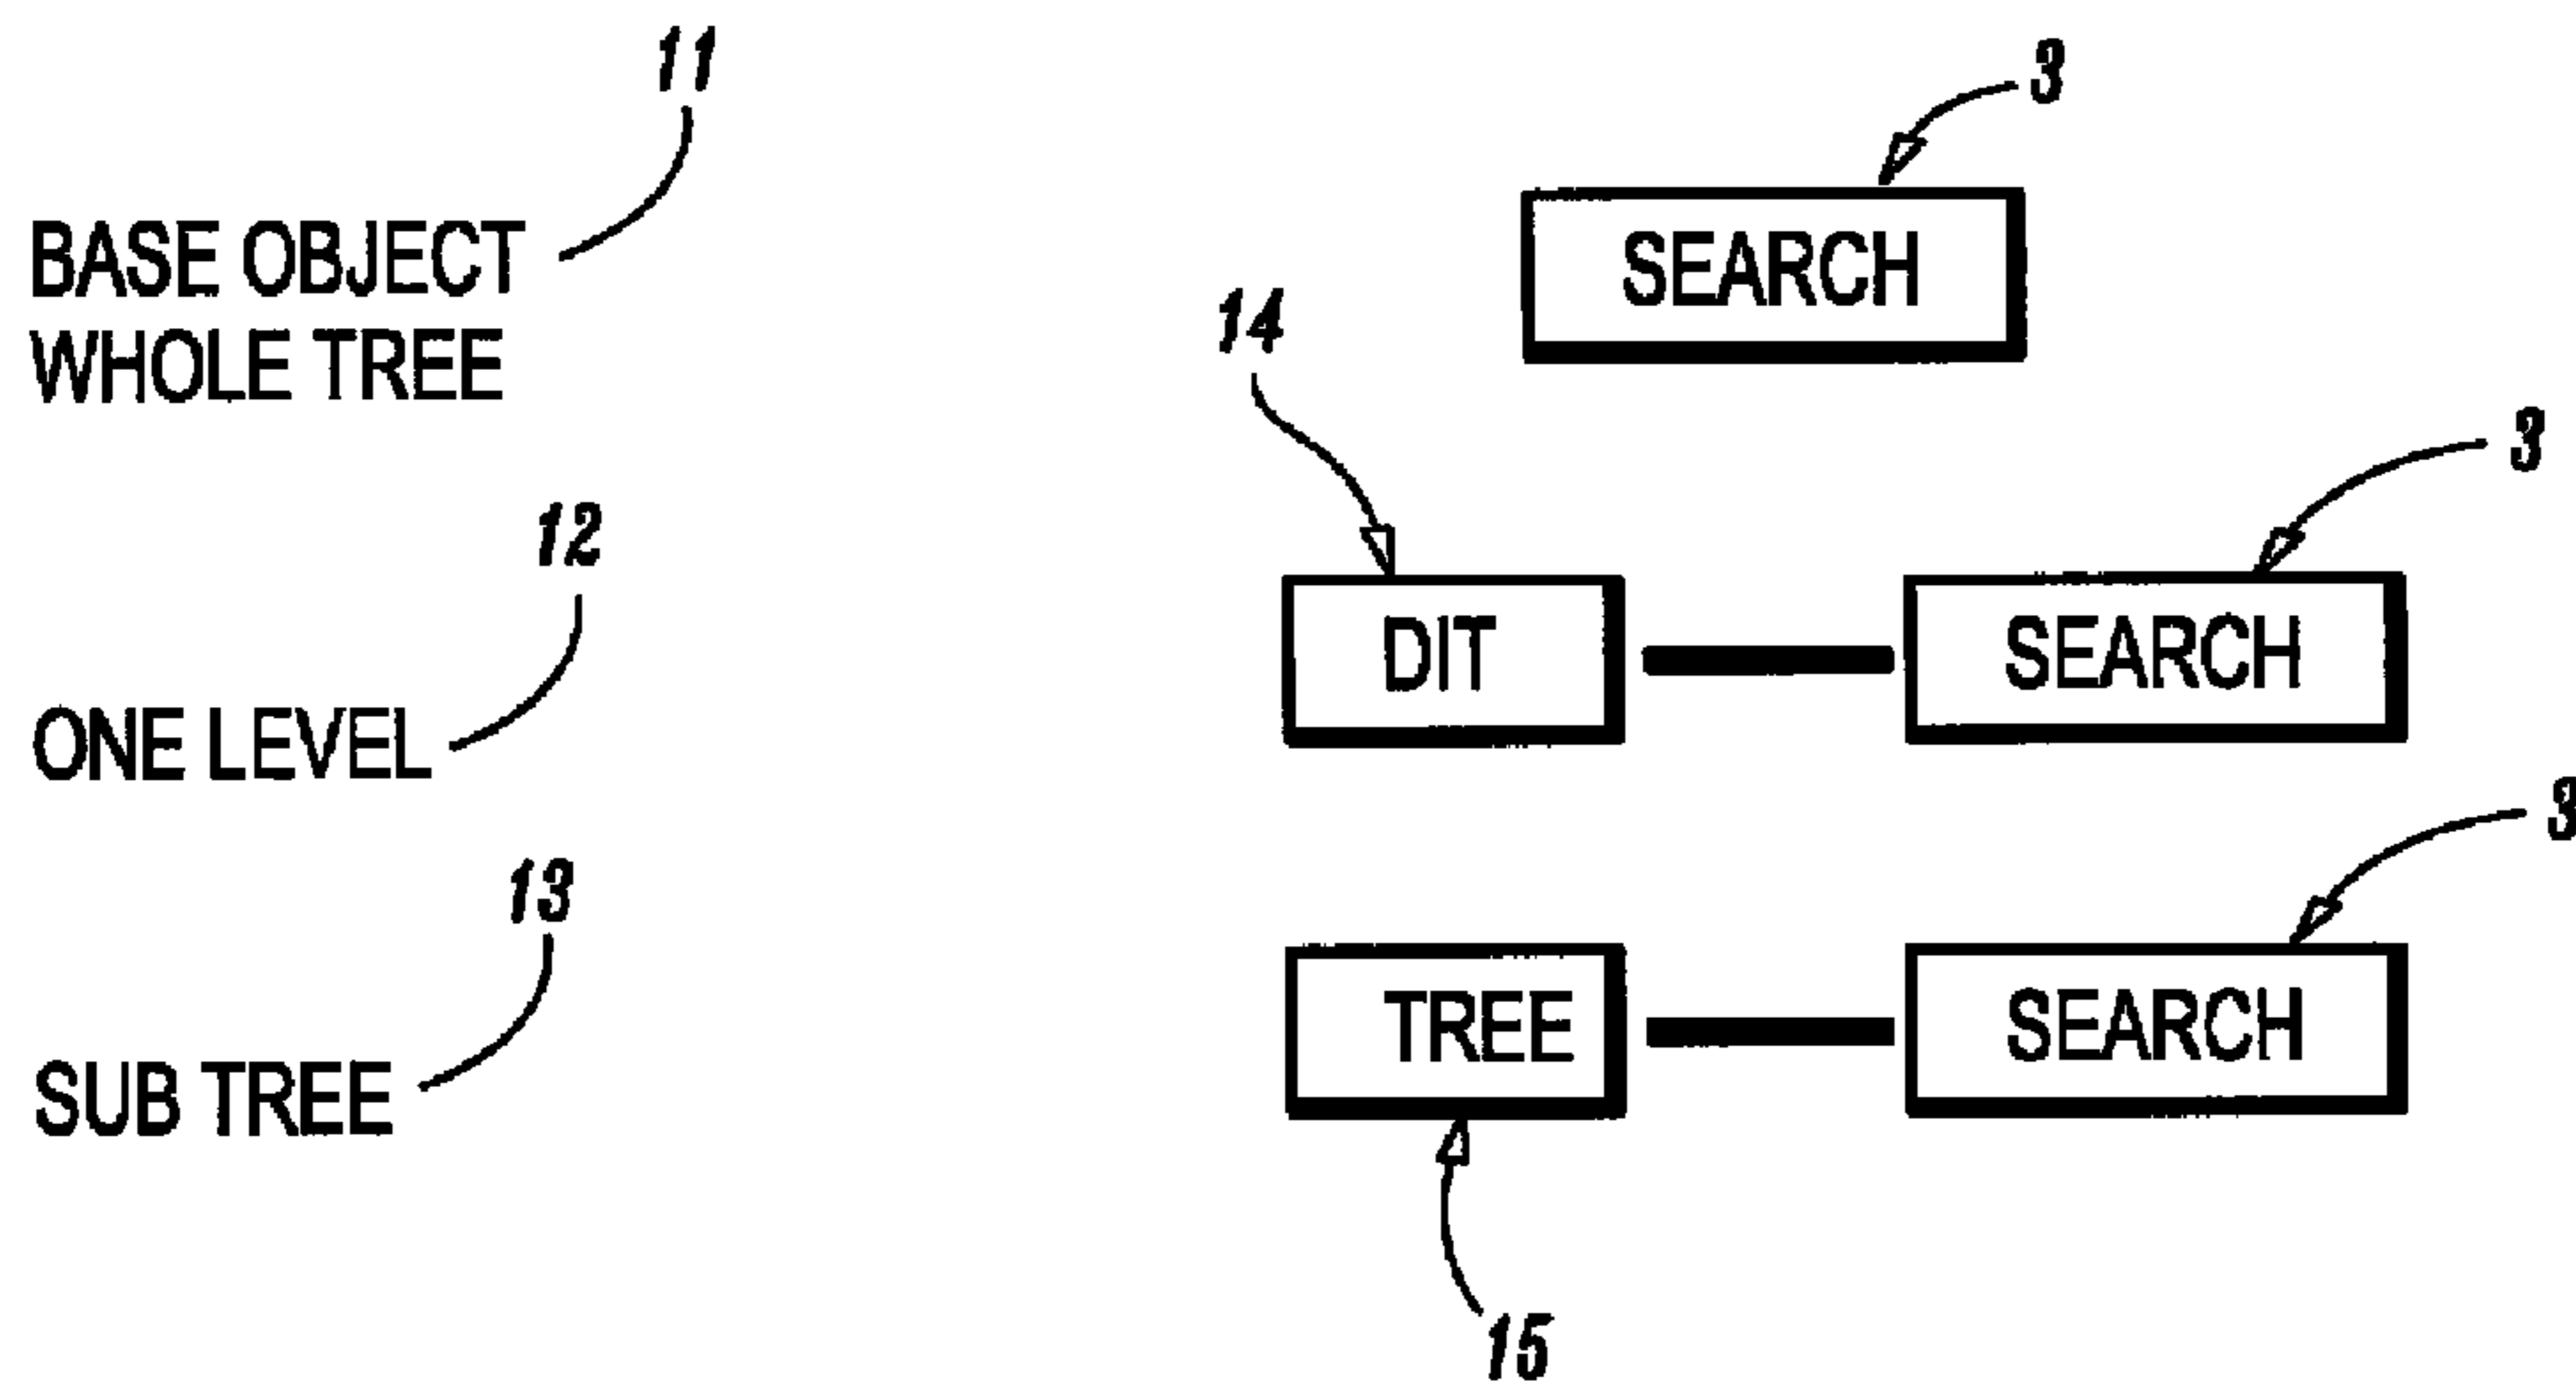 11
3
BASE OBJECT
WHOLE TREE
SEARCH
14
3
12
DIT
SEARCH
ONE LEVEL
3
13
TREE
SEARCH
SUB TREE
15